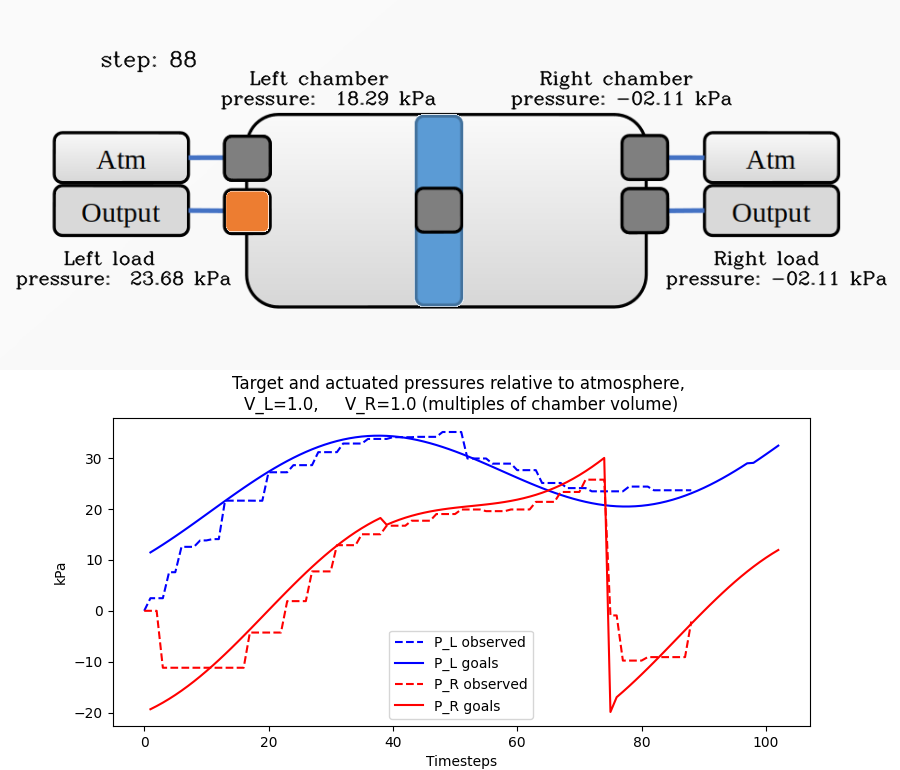 step: 88
Left chamber
pressure: 18.29 kPa
Right chamber
pressure: −02.11 kPa
Atm
Output
Atm
Output
Left load
pressure: 23.68 kPa
Right load
pressure: −02.11 kPa
Target and actuated pressures relative to atmosphere,
V_L=1.0, V_R=1.0 (multiples of chamber volume)
kPa
30
20
10
0
−10
−20
P_L observed
P_L goals
P_R observed
P_R goals
0 20 40 60 80 100
Timesteps